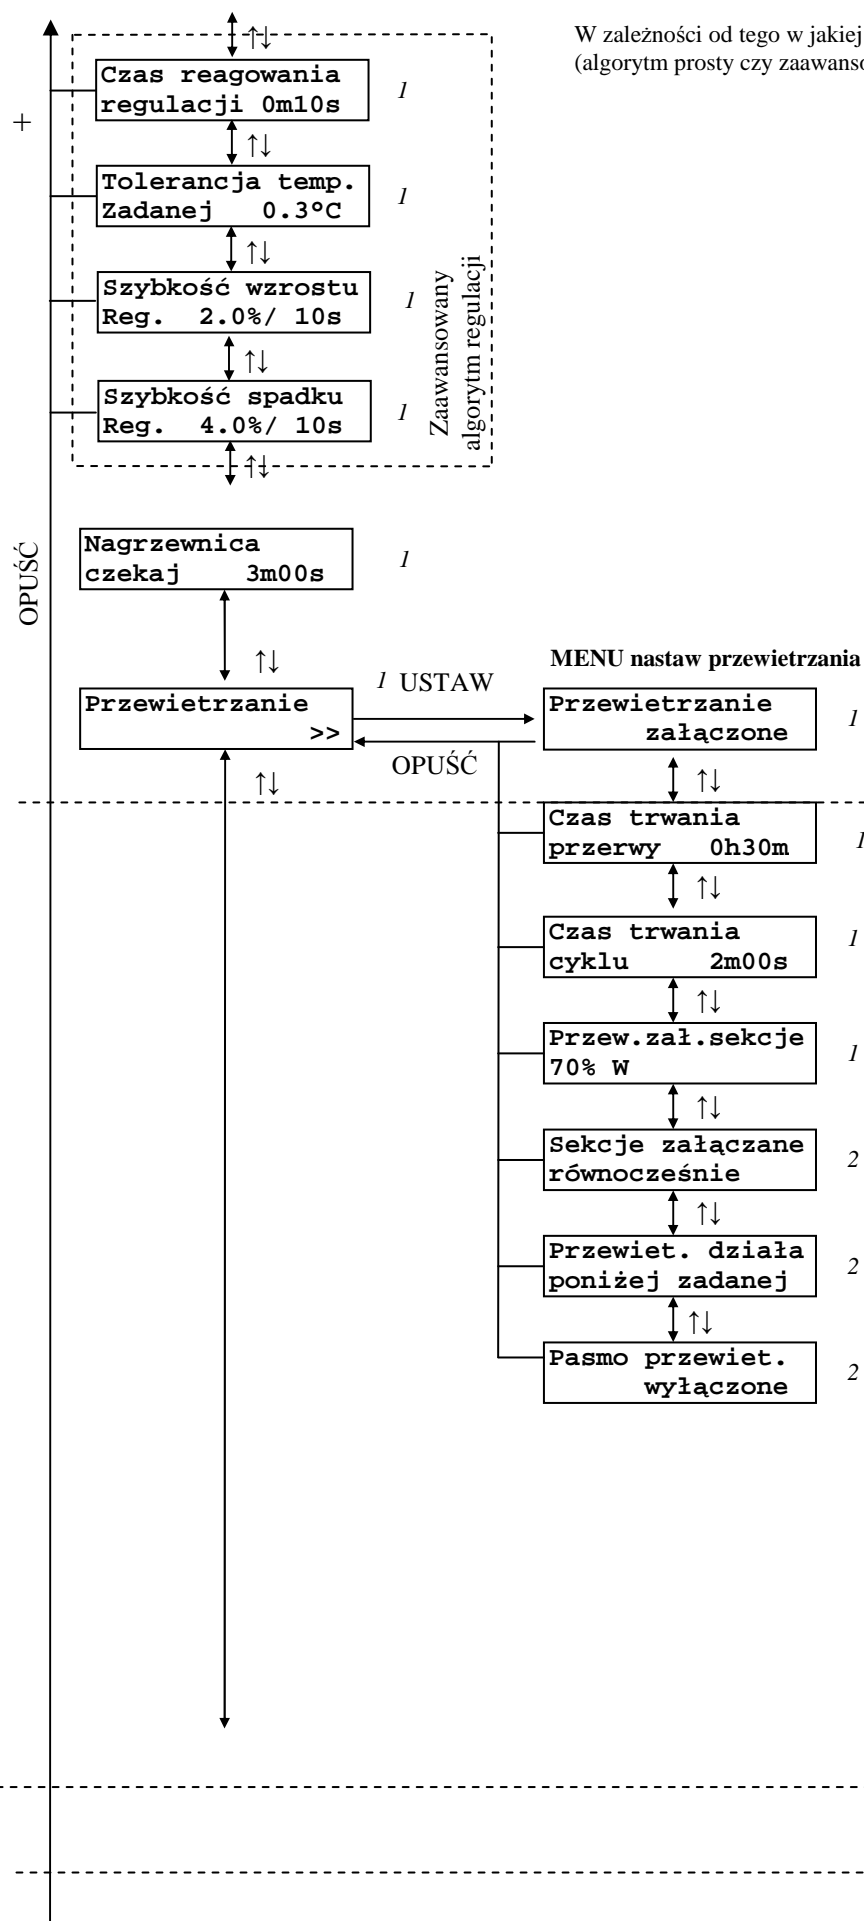 W zależności od tego w jakiej
(algorytm prosty czy
↑↓
Czas reagowania
regulacji 0m10s
1
+
↑↓
Tolerancja temp.
Zadanej 0.3ºC
1
↑↓
Szybkość wzrostu
Reg. 2.0%/ 10s
1
↑↓
Szybkość spadku
Reg. 4.0%/ 10s
1
↑↓
Zaawansowany
algorytm regulacji
OPUŚĆ
Nagrzewnica
czekaj 3m00s
1
↑↓
Przewietrzanie
>>
1 USTAW
OPUŚĆ
↑↓
MENU nastaw przewietrzania
Przewietrzanie
załączone
1
↑↓
Czas trwania
przerwy 0h30m
1
↑↓
Czas trwania
cyklu 2m00s
1
↑↓
Przew.zał.sekcje
70% W
1
↑↓
Sekcje załączane
równocześnie
2
↑↓
Przewiet. działa
poniżej zadanej
2
↑↓
Pasmo przewiet.
wyłączone
2